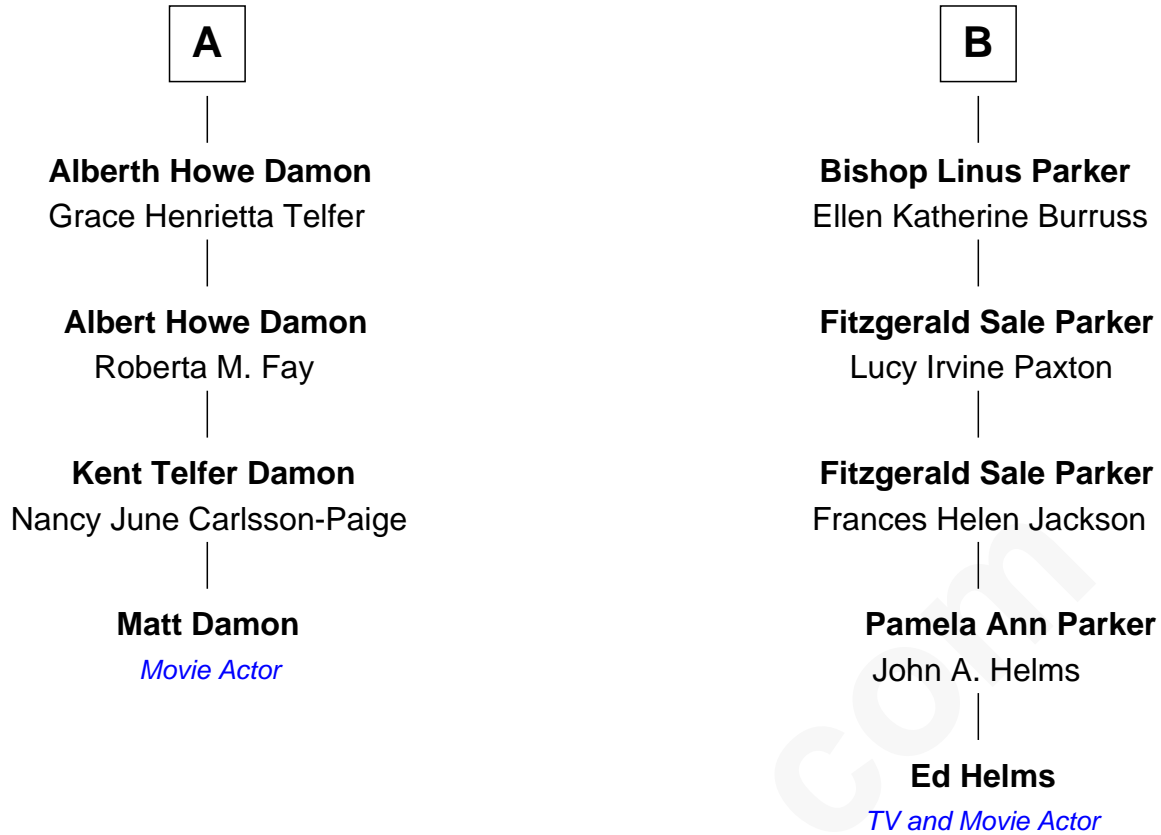 A
Alberth Howe Damon
Grace Henrietta Telfer
Albert Howe Damon
Roberta M. Fay
Kent Telfer Damon
Nancy June Carlsson-Paige
Matt Damon
Movie Actor
B
Bishop Linus Parker
Ellen Katherine Burruss
Fitzgerald Sale Parker
Lucy Irvine Paxton
Fitzgerald Sale Parker
Frances Helen Jackson
Pamela Ann Parker
John A. Helms
Ed Helms
TV and Movie Actor
com